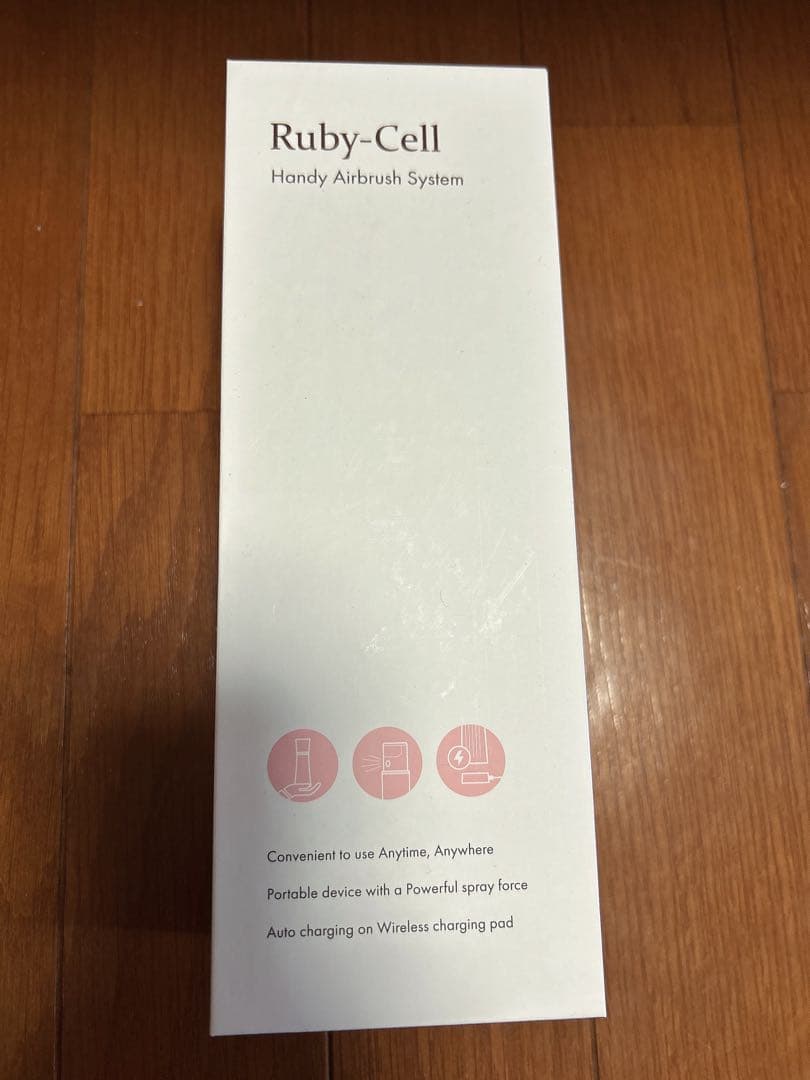 Ruby-Cell
Handy Airbrush System
Convenient to use Anytime, Anywhere
Portable device with a Powerful spray force
Auto charging on Wireless charging pad